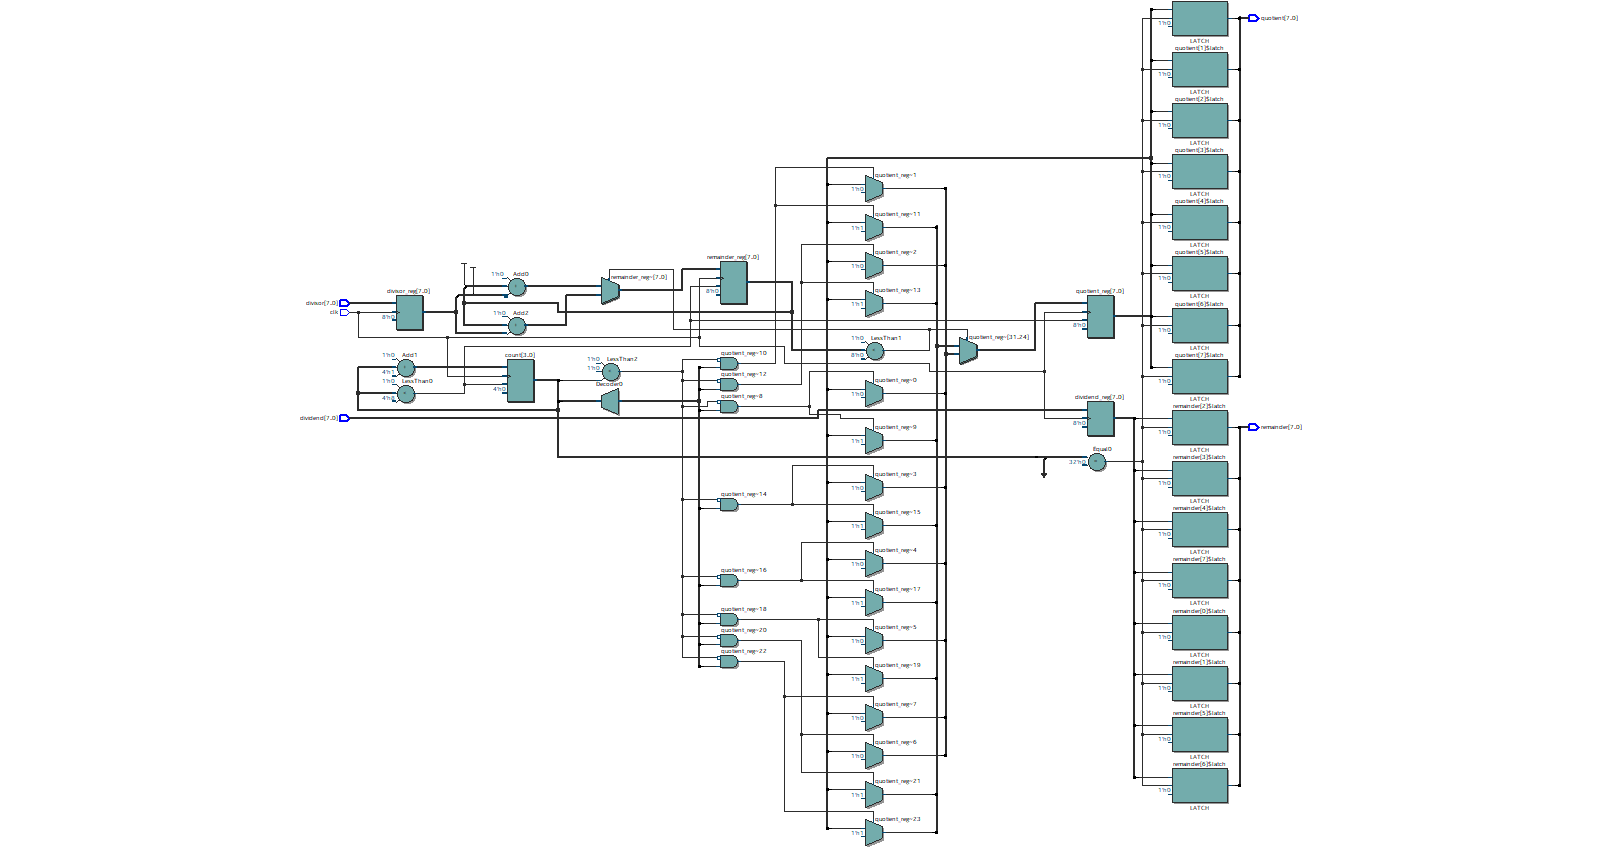 quotient[7..0]
1'h0
LATCH
quotient[1]$latch
1'h0
LATCH
quotient[2]$latch
1'h0
LATCH
quotient[3]$latch
1'h0
LATCH
quotient[4]$latch
1'h0
LATCH
quotient[5]$latch
1'h0
LATCH
quotient[6]$latch
1'h0
LATCH
quotient[7]$latch
1'h0
LATCH
remainder[2]$latch
1'h0
LATCH
remainder[3]$latch
1'h0
LATCH
remainder[4]$latch
1'h0
LATCH
remainder[7]$latch
1'h0
LATCH
remainder[0]$latch
1'h0
LATCH
remainder[1]$latch
1'h0
LATCH
remainder[5]$latch
1'h0
LATCH
remainder[6]$latch
1'h0
LATCH
remainder[7..0]
quotient_reg~1
1'h0
quotient_reg~11
1'h1
quotient_reg~2
1'h0
quotient_reg~13
1'h1
LessThan1
1'h0
8'h0
quotient_reg~[31..24]
quotient_reg~0
1'h0
quotient_reg~9
1'h1
quotient_reg~3
1'h0
quotient_reg~15
1'h1
quotient_reg~4
1'h0
quotient_reg~17
1'h1
quotient_reg~5
1'h0
quotient_reg~19
1'h1
quotient_reg~7
1'h0
quotient_reg~6
1'h0
quotient_reg~21
1'h1
quotient_reg~23
1'h1
quotient_reg[7..0]
8'h0
dividend_reg[7..0]
8'h0
Equal0
32'h0
remainder_reg[7..0]
8'h0
remainder_reg~[7..0]
Add0
1'h0
Add2
1'h0
divisor_reg[7..0]
8'h0
divisor[7..0]
clk
dividend[7..0]
Add1
1'h0
4'h1
LessThan0
1'h0
count[3..0]
4'h0
LessThan2
1'h0
1'h0
Decoder0
quotient_reg~10
quotient_reg~12
quotient_reg~8
quotient_reg~14
quotient_reg~16
quotient_reg~18
quotient_reg~20
quotient_reg~22